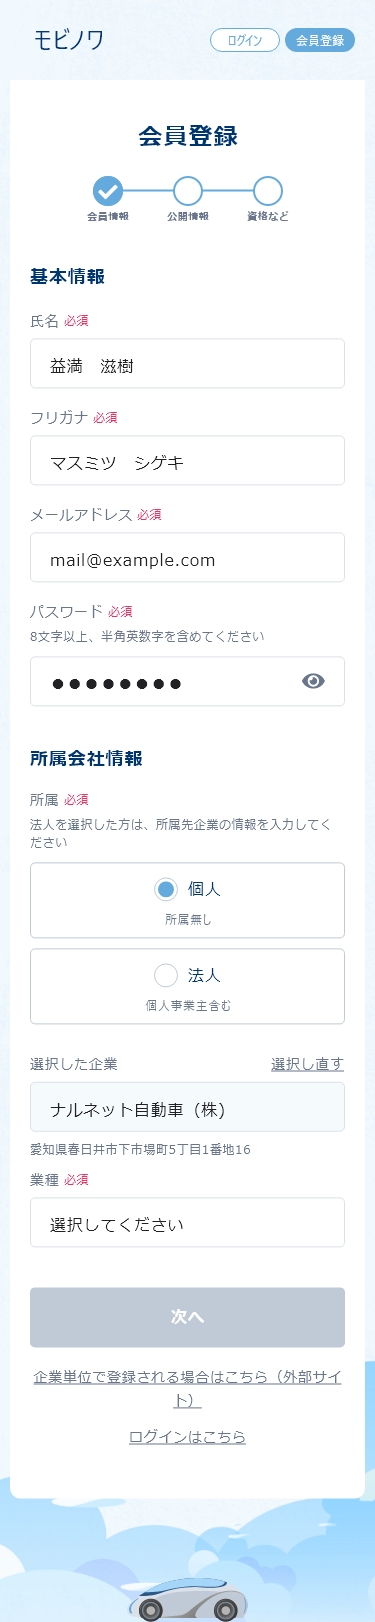 モビノワ
ログイン
会員登録
会員登録
会員情報
公開情報
資格など
基本情報
氏名 必須
益満　滋樹
フリガナ 必須
マスミツ　シゲキ
メールアドレス 必須
mail@example.com
パスワード 必須
8文字以上、半角英数字を含めてください
●●●●●●●●
所属会社情報
所属 必須
法人を選択した方は、所属先企業の情報を入力してく
ださい
個人
所属無し
法人
個人事業主含む
選択した企業
選択し直す
ナルネット自動車（株)
愛知県春日井市下市場町5丁目1番地16
業種 必須
選択してください
次へ
企業単位で登録される場合はこちら（外部サイ
ト）
ログインはこちら